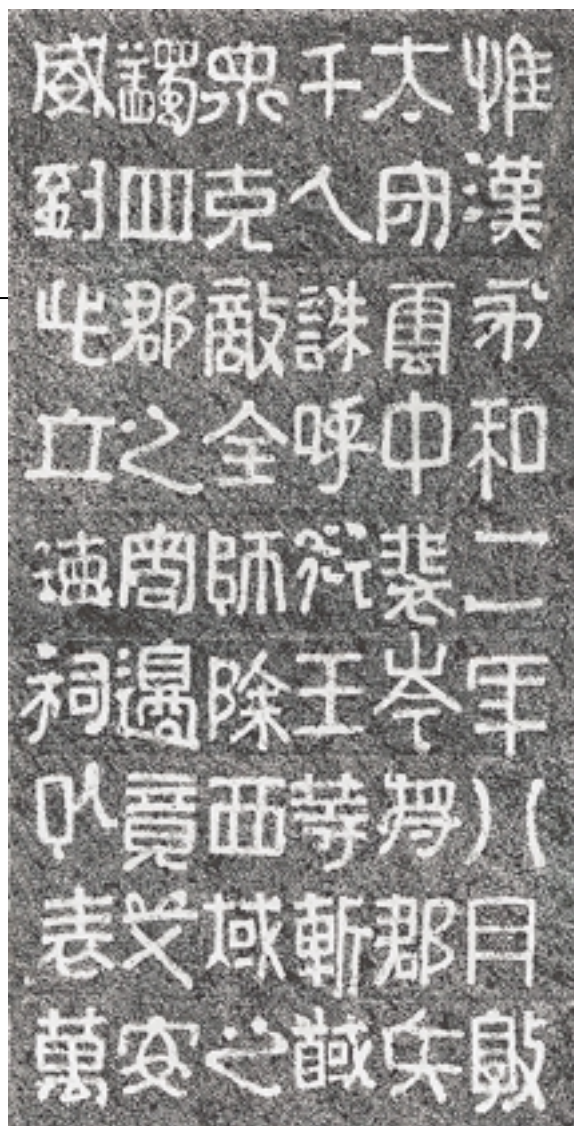 惟漢永和二年八月敦
太守雲中裴岑將郡兵
千人誅呼衍王等斬馘
眾克敵全師除西域之
蠲四郡之害邊竟艾安
威到此立德祠以表萬